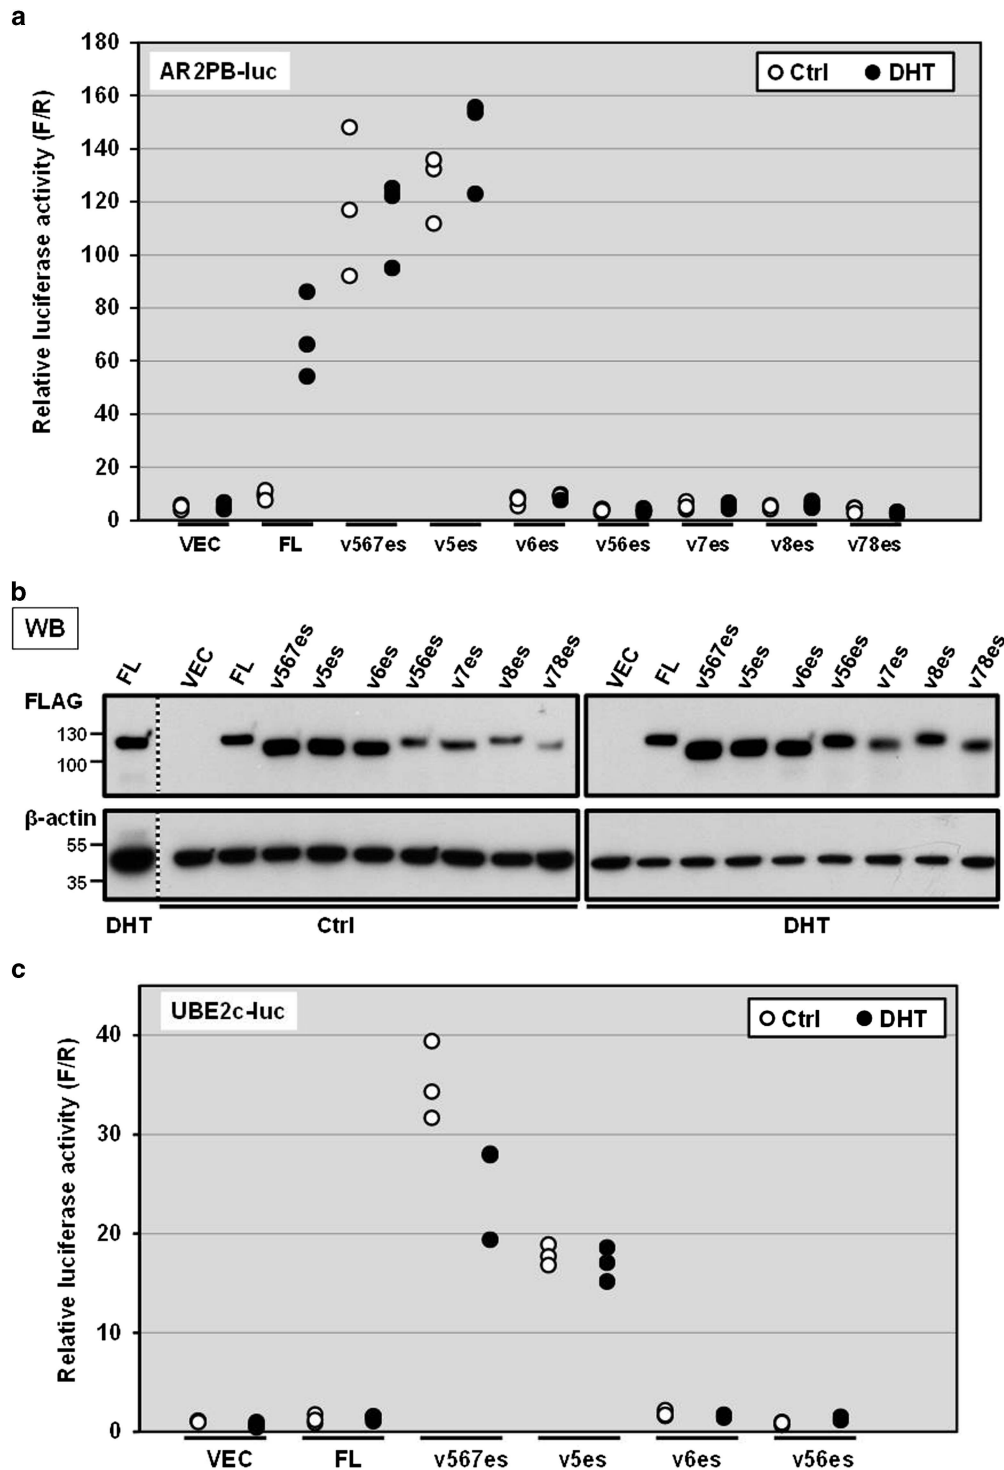 a
AR2PB-luc
Ctrl DHT
Relative luciferase activity (F/R)
180
160
140
120
100
80
60
40
20
0
VEC FL v567es v5es v6es v56es v7es v8es v78es
b
WB
FL VEC FL v567es v5es v6es v56es v7es v8es v78es VEC FL v567es v5es v6es v56es v7es v8es v78es
FLAG
130
100
β-actin
55
35
DHT Ctrl DHT
c
UBE2c-luc
Ctrl DHT
Relative luciferase activity (F/R)
40
30
20
10
0
VEC FL v567es v5es v6es v56es